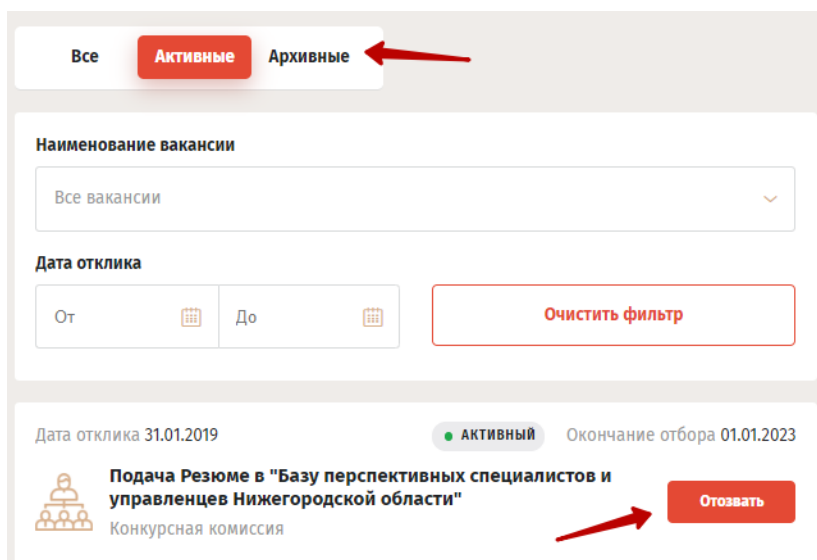 Все Активные Архивные
Наименование вакансии
Все вакансии
Дата отклика
От До Очистить фильтр
Дата отклика 31.01.2019 АКТИВНЫЙ Окончание отбора 01.01.2023
Подача Резюме в "Базу перспективных специалистов и
управленцев Нижегородской области"
Отозвать
Конкурсная комиссия